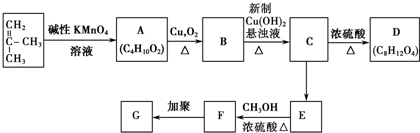 CH₂
‖
C—CH₃
|
CH₃
碱性 KMnO₄
溶液
A
(C₄H₁₀O₂)
Cu,O₂
△
B
新制
Cu(OH)₂
悬浊液
△
C
浓硫酸
△
D
(C₈H₁₂O₄)
G
加聚
F
CH₃OH
浓硫酸△
E